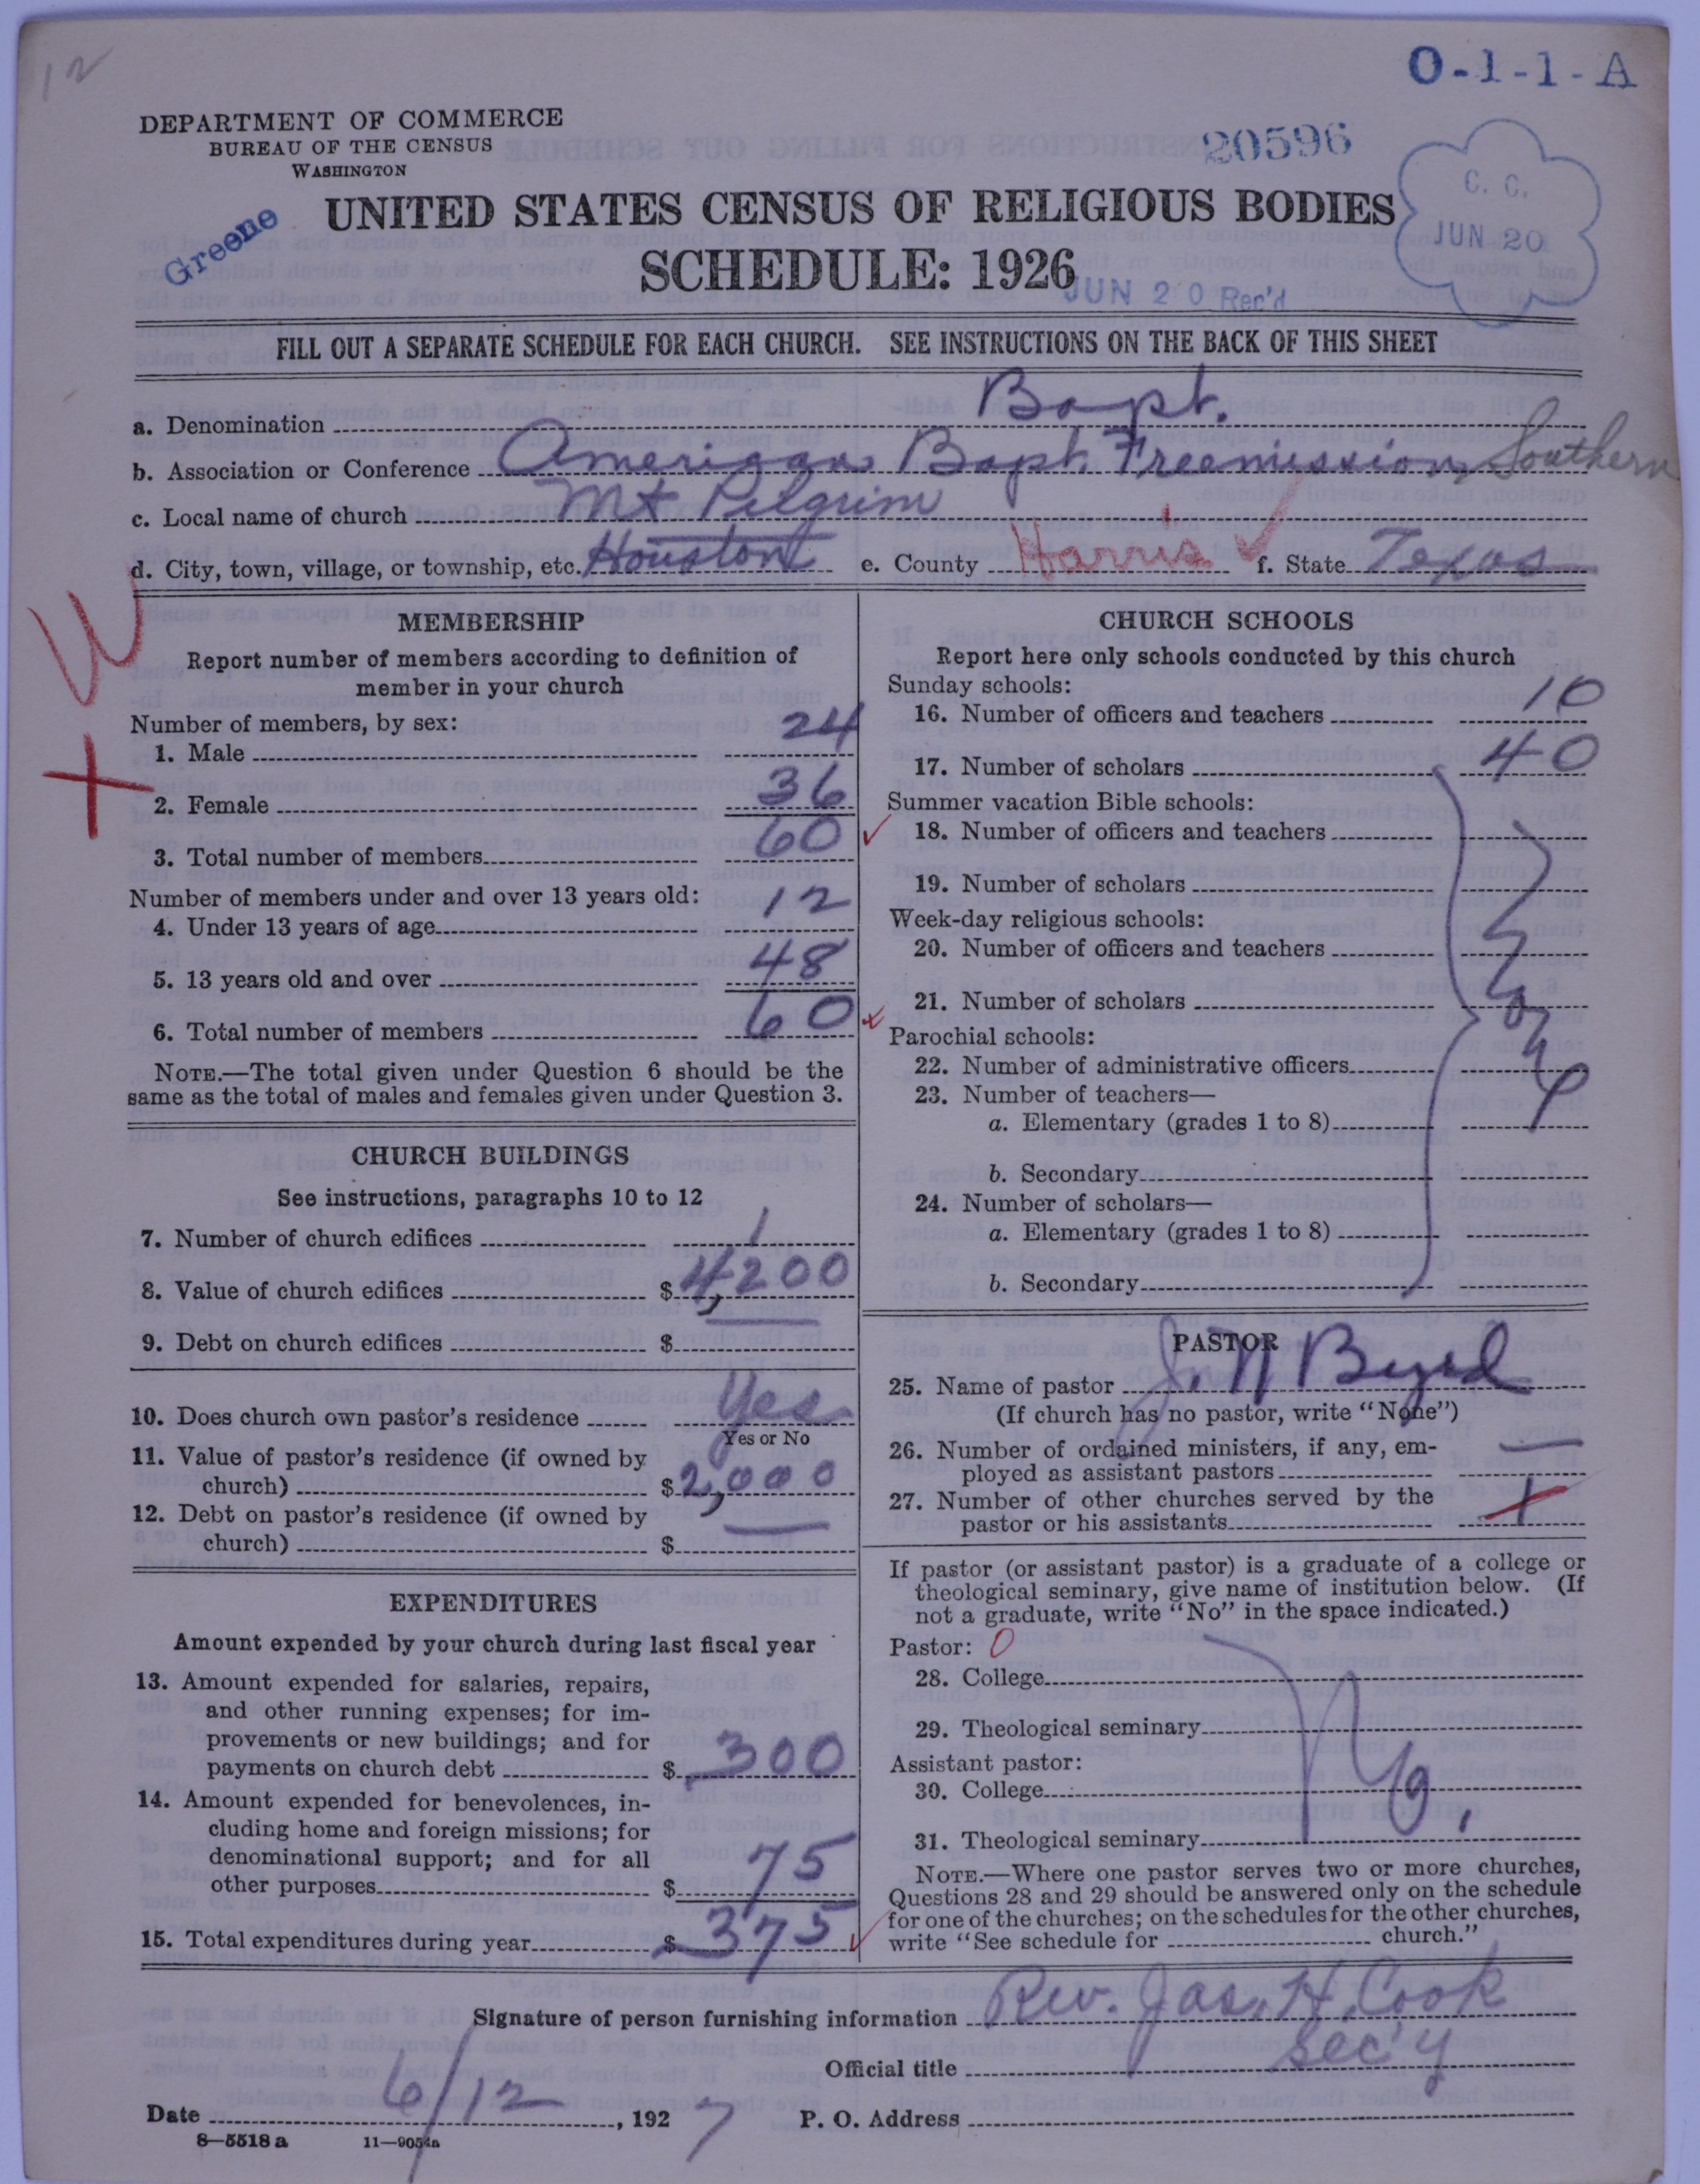 12
O-1-1-A
DEPARTMENT OF COMMERCE
BUREAU OF THE CENSUS
WASHINGTON
20596
C. C.
JUN 20
Greene
UNITED STATES CENSUS OF RELIGIOUS BODIES
SCHEDULE: 1926
JUN 20 Rec'd
FILL OUT A SEPARATE SCHEDULE FOR EACH CHURCH. SEE INSTRUCTIONS ON THE BACK OF THIS SHEET
a. Denomination Bapt.
b. Association or Conference American Bapt. Freemission, Southern
c. Local name of church Mt Pilgrim
d. City, town, village, or township, etc. Houston e. County Harris f. State Texas
MEMBERSHIP
Report number of members according to definition of
member in your church
Number of members, by sex:
1. Male 24
2. Female 36
3. Total number of members 60
Number of members under and over 13 years old:
4. Under 13 years of age 12
5. 13 years old and over 48
6. Total number of members 60
NOTE.—The total given under Question 6 should be the
same as the total of males and females given under Question 3.
CHURCH BUILDINGS
See instructions, paragraphs 10 to 12
7. Number of church edifices 1
8. Value of church edifices $ 4,200
9. Debt on church edifices $ —
10. Does church own pastor's residence Yes
Yes or No
11. Value of pastor's residence (if owned by
church) $ 2,000
12. Debt on pastor's residence (if owned by
church) $ —
EXPENDITURES
Amount expended by your church during last fiscal year
13. Amount expended for salaries, repairs,
and other running expenses; for im-
provements or new buildings; and for
payments on church debt $ 300
14. Amount expended for benevolences, in-
cluding home and foreign missions; for
denominational support; and for all
other purposes $ 75
15. Total expenditures during year $ 375
CHURCH SCHOOLS
Report here only schools conducted by this church
Sunday schools:
16. Number of officers and teachers 10
17. Number of scholars 40
Summer vacation Bible schools:
18. Number of officers and teachers
19. Number of scholars
Week-day religious schools:
20. Number of officers and teachers
21. Number of scholars
Parochial schools:
22. Number of administrative officers
23. Number of teachers—
a. Elementary (grades 1 to 8)
b. Secondary
24. Number of scholars—
a. Elementary (grades 1 to 8)
b. Secondary
PASTOR
25. Name of pastor J. N Byrd
(If church has no pastor, write "None")
26. Number of ordained ministers, if any, em-
ployed as assistant pastors —
27. Number of other churches served by the
pastor or his assistants 1
If pastor (or assistant pastor) is a graduate of a college or
theological seminary, give name of institution below. (If
not a graduate, write "No" in the space indicated.)
Pastor: 0
28. College
29. Theological seminary
Assistant pastor: No.
30. College
31. Theological seminary
NOTE.—Where one pastor serves two or more churches,
Questions 28 and 29 should be answered only on the schedule
for one of the churches; on the schedules for the other churches,
write "See schedule for church."
Signature of person furnishing information Rev. Jas. H. Cook
Official title Sec'y
Date 6/12, 1927 P. O. Address
8—5518 a 11—9054a